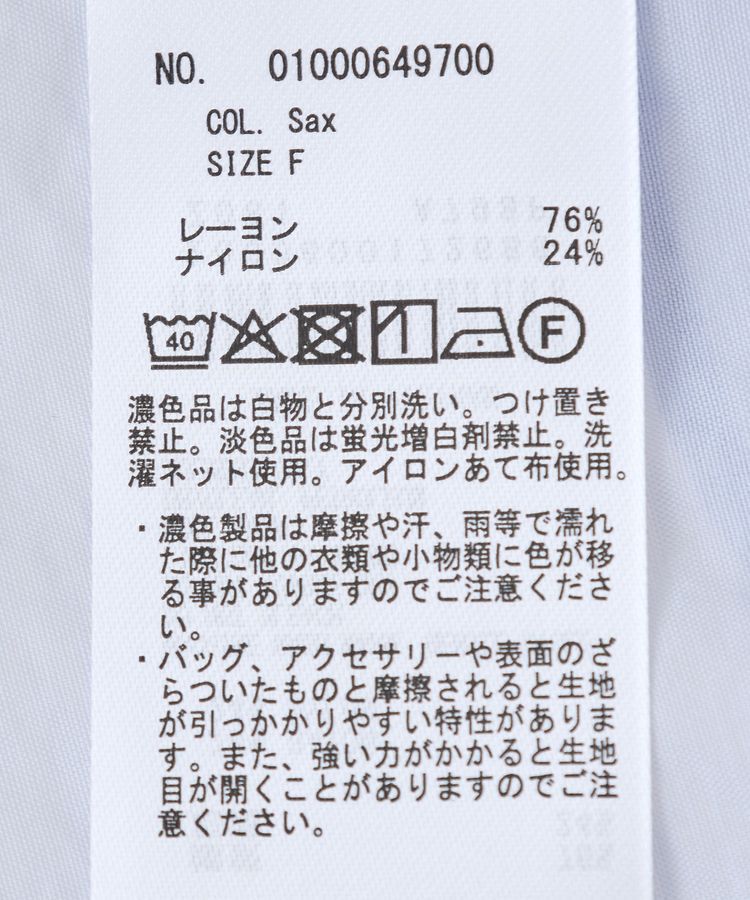 NO. 01000649700
COL. Sax
SIZE F
レーヨン 76%
ナイロン 24%
40 F
濃色品は白物と分別洗い。つけ置き
禁止。淡色品は蛍光増白剤禁止。洗
濯ネット使用。アイロンあて布使用。
・濃色製品は摩擦や汗、雨等で濡れ
た際に他の衣類や小物類に色が移
る事がありますのでご注意くださ
い。
・バッグ、アクセサリーや表面のざ
らついたものと摩擦されると生地
が引っかかりやすい特性がありま
す。また、強い力がかかると生地
目が開くことがありますのでご注
意ください。